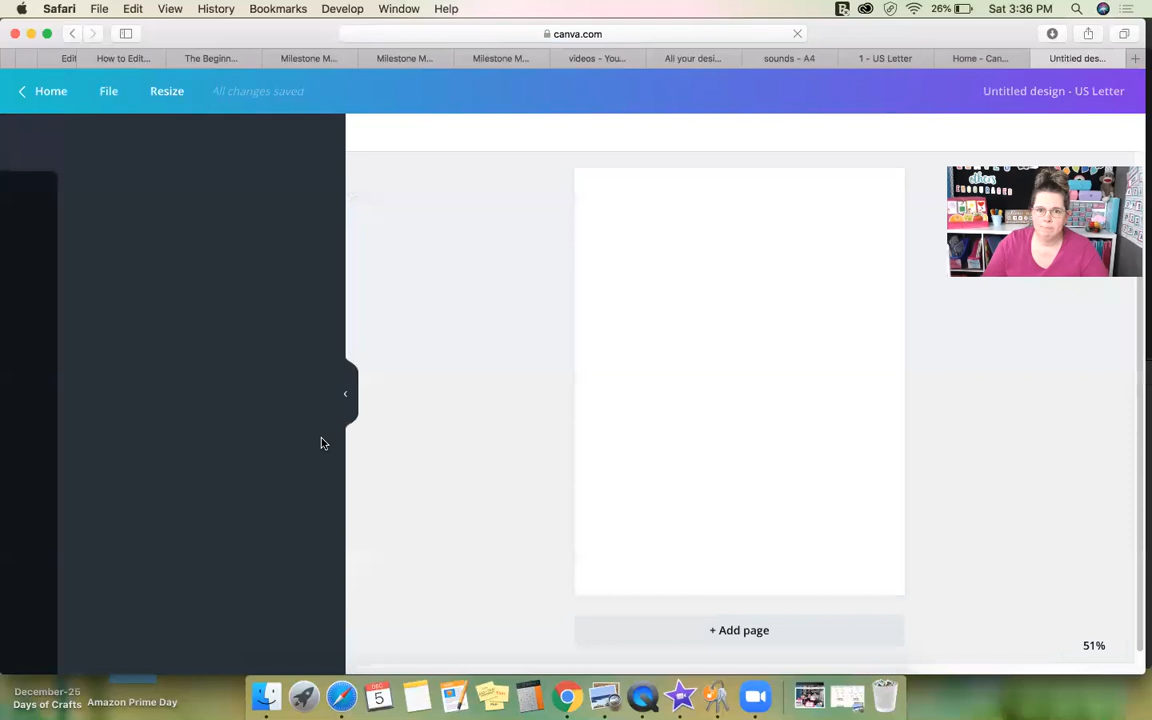 Safari File Edit View History Bookmarks Develop Window Help 26% Sat 3:36 PM
canva.com
Edit How to Edit... The Beginn... Milestone M... Milestone M... Milestone M... videos – You... All your desi... sounds – A4 1 - US Letter Home - Can... Untitled des...
Home File Resize All changes saved Untitled design - US Letter
others
+ Add page
51%
DEC
5
December-25
Days of Crafts Amazon Prime Day